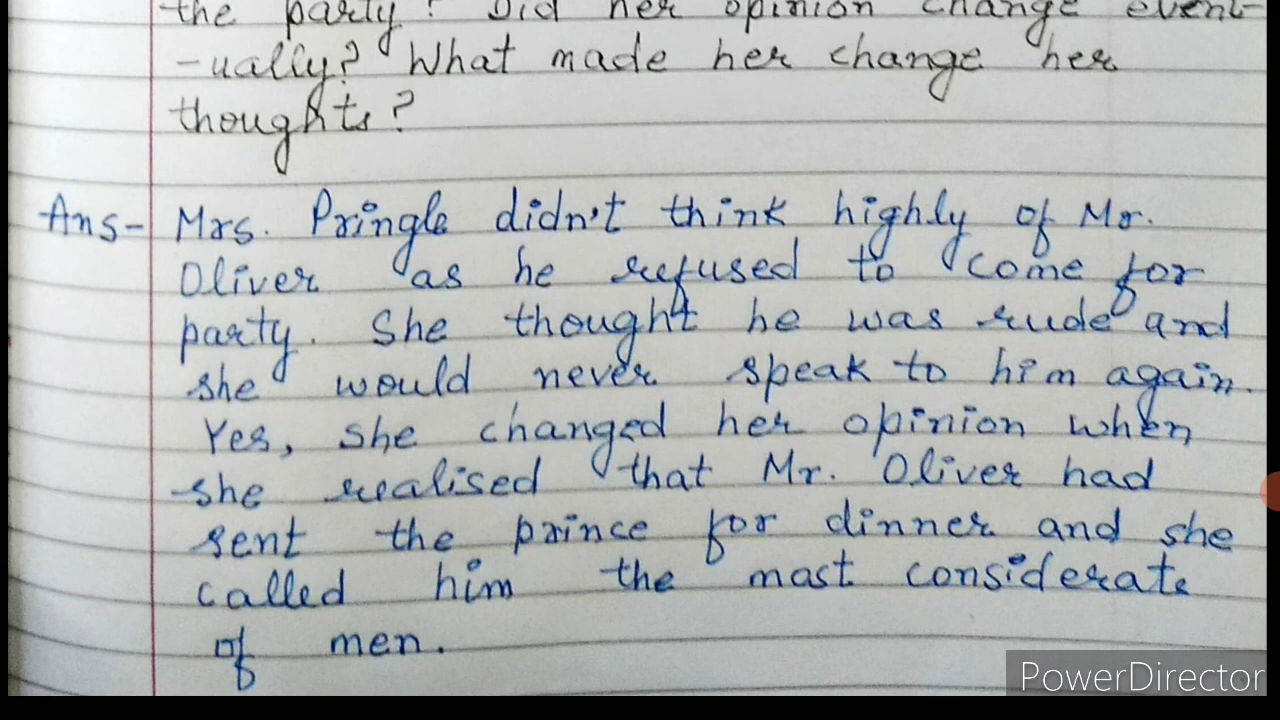 the party? Did her opinion change event-
-ually? What made her change her
thoughts?
Ans- Mrs. Pringle didn't think highly of Mr.
Oliver as he refused to come for
party. She thought he was rude and
she would never speak to him again.
Yes, she changed her opinion when
she realised that Mr. Oliver had
sent the prince for dinner and she
called him the mast considerate
of men.
PowerDirector